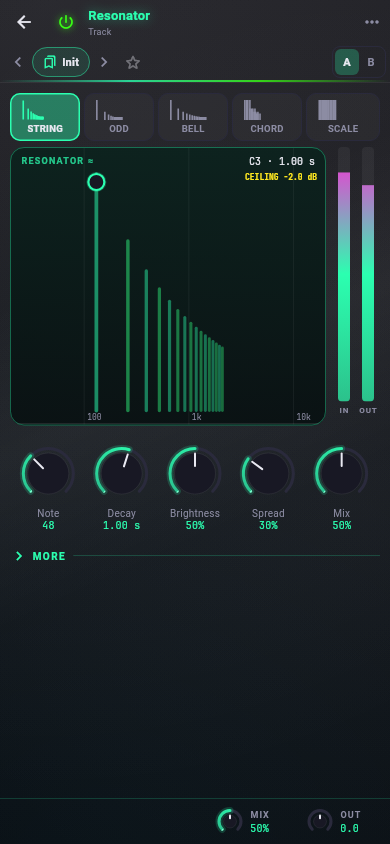 Resonator
Track
Init
A B
STRING ODD BELL CHORD SCALE
RESONATOR ≈ C3 · 1.00 s
CEILING -2.0 dB
100 1k 10k
IN OUT
Note Decay Brightness Spread Mix
48 1.00 s 50% 30% 50%
MORE
MIX OUT
50% 0.0